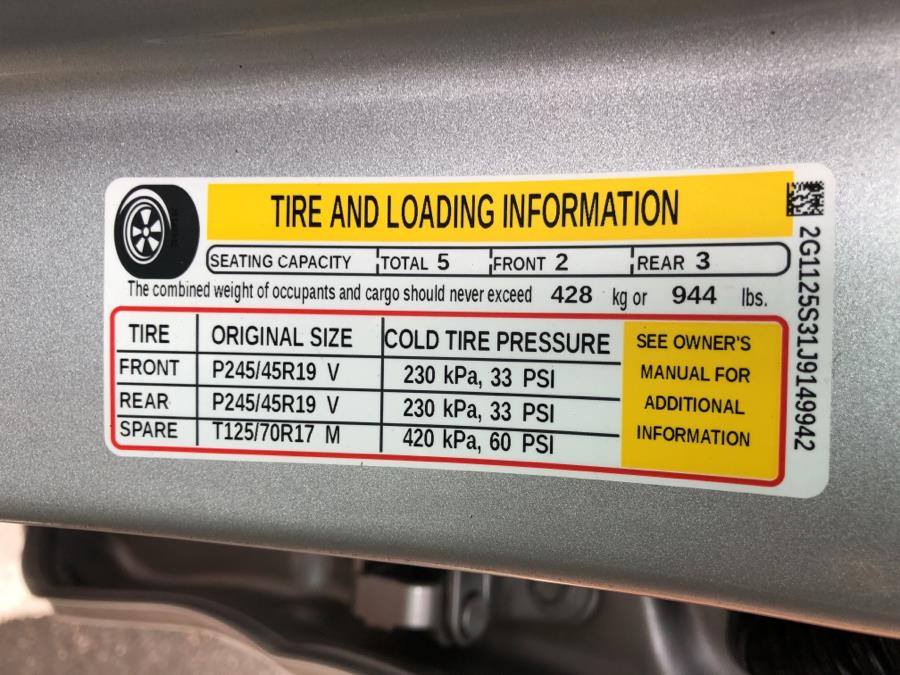 TIRE AND LOADING INFORMATION
SEATING CAPACITY TOTAL 5 FRONT 2 REAR 3
The combined weight of occupants and cargo should never exceed 428 kg or 944 lbs.
TIRE ORIGINAL SIZE COLD TIRE PRESSURE
FRONT P245/45R19 V 230 kPa, 33 PSI
REAR P245/45R19 V 230 kPa, 33 PSI
SPARE T125/70R17 M 420 kPa, 60 PSI
SEE OWNER'S
MANUAL FOR
ADDITIONAL
INFORMATION
2G1125S31J9149942